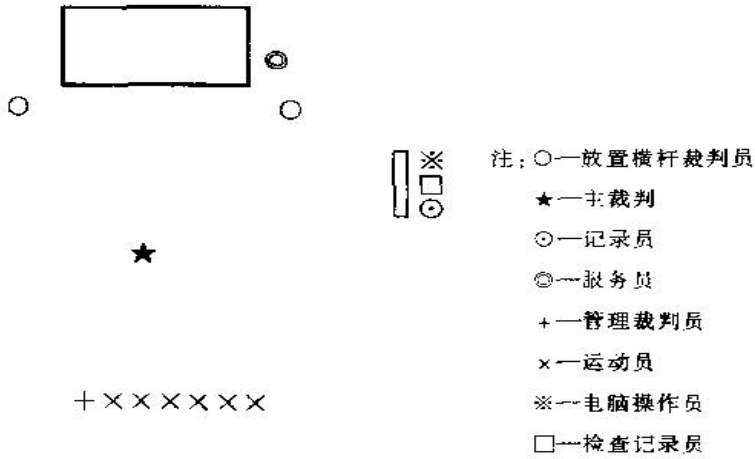 注：○—放置横杆裁判员
★—主裁判
⊙—记录员
◎—服务员
+—管理裁判员
×—运动员
※—电脑操作员
□—检查记录员